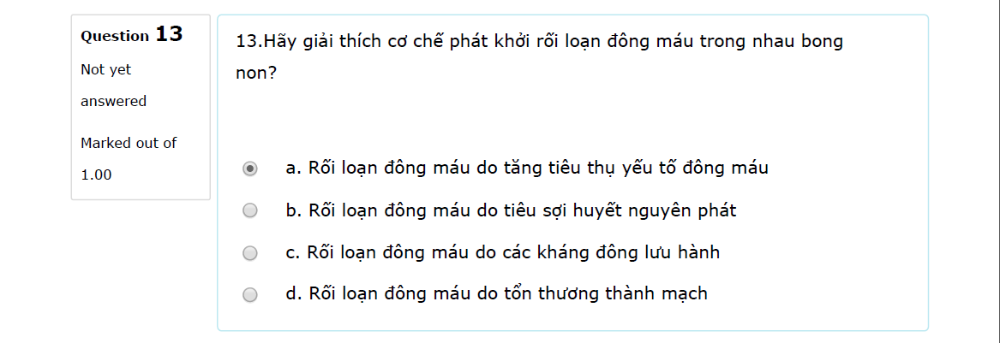 Question 13
Not yet
answered
Marked out of
1.00
13.Hãy giải thích cơ chế phát khởi rối loạn đông máu trong nhau bong
non?
a. Rối loạn đông máu do tăng tiêu thụ yếu tố đông máu
b. Rối loạn đông máu do tiêu sợi huyết nguyên phát
c. Rối loạn đông máu do các kháng đông lưu hành
d. Rối loạn đông máu do tổn thương thành mạch